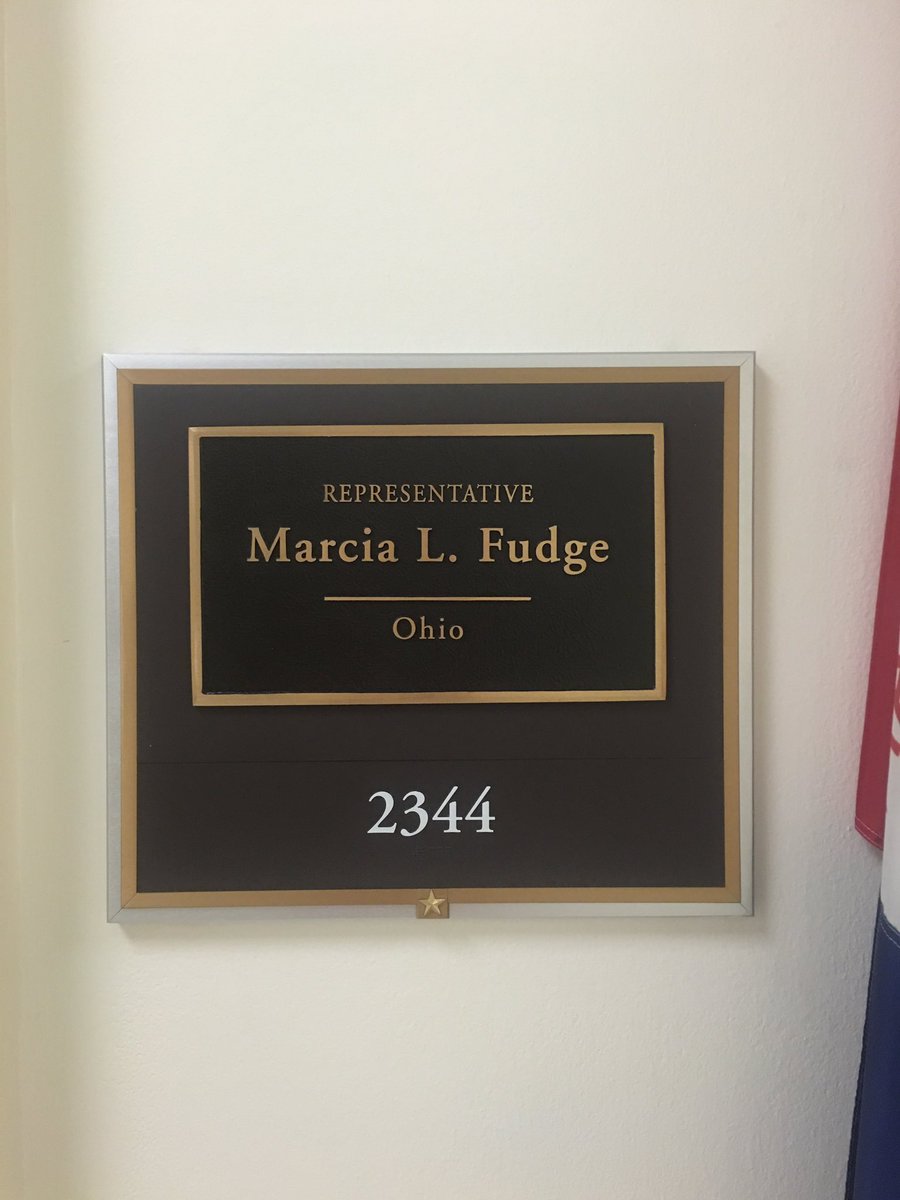 REPRESENTATIVE
Marcia L. Fudge
Ohio
2344